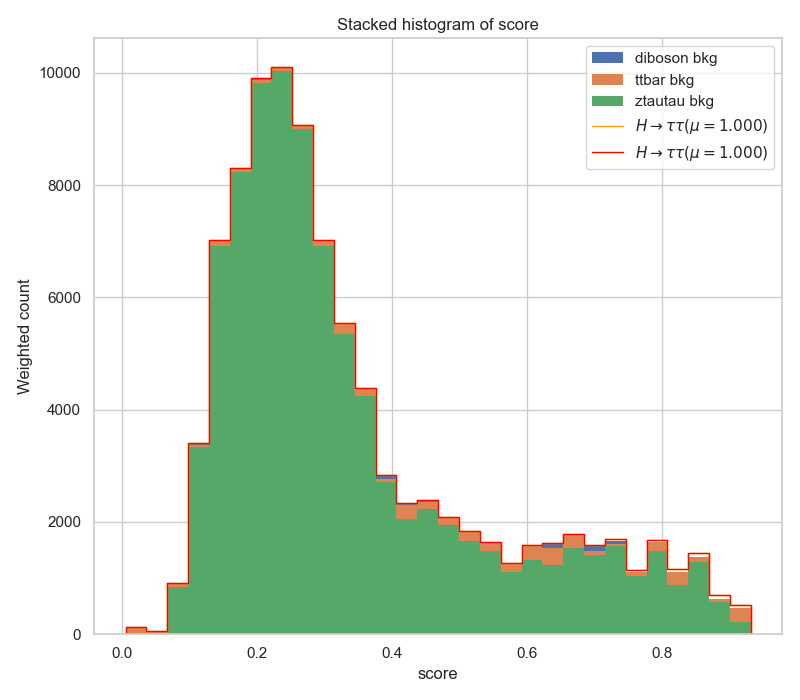 Stacked histogram of score
diboson bkg
ttbar bkg
ztautau bkg
H → ττ(μ = 1.000)
H → ττ(μ = 1.000)
Weighted count
10000
8000
6000
4000
2000
0
0.0 0.2 0.4 0.6 0.8
score